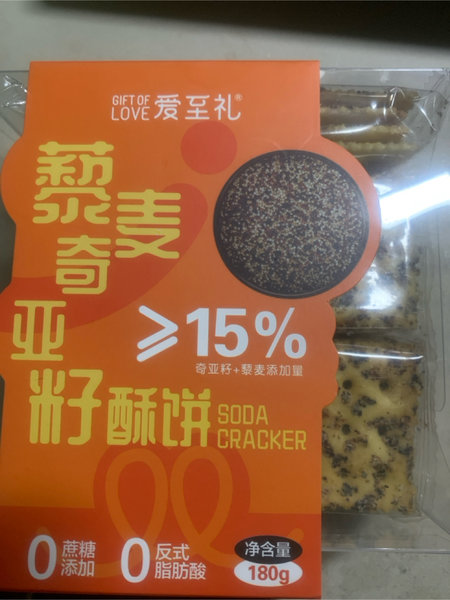 GIFT OF
LOVE 爱至礼®
藜麦
奇
亚
籽酥饼
SODA
CRACKER
≥15%
奇亚籽+藜麦添加量
0蔗糖
添加
0反式
脂肪酸
净含量
180g